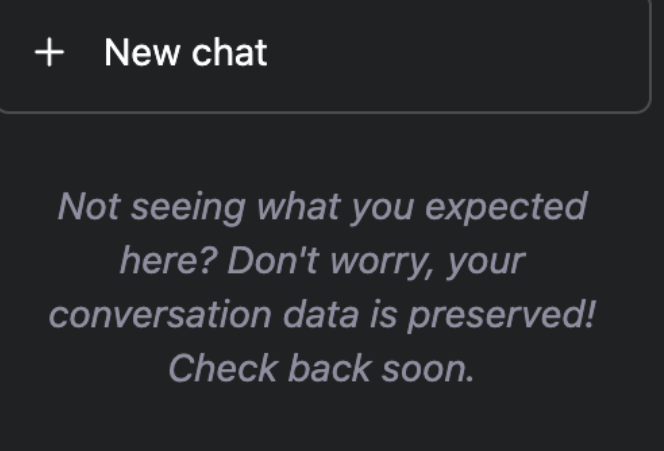 New chat
Not seeing what you expected
here? Don't worry, your
conversation data is preserved!
Check back soon.